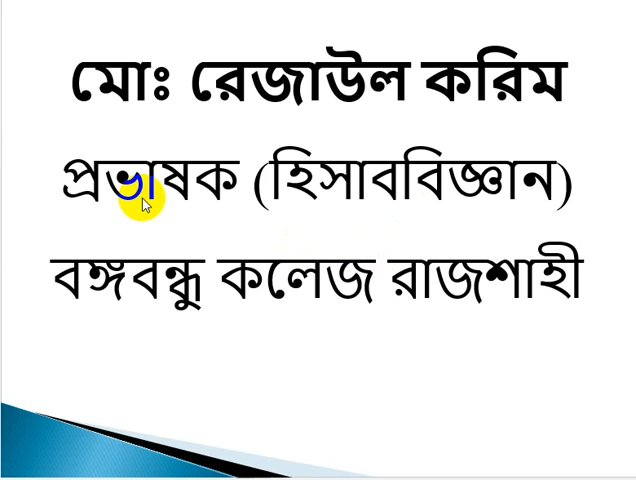 মোঃ রেজাউল করিম
প্রভাষক (হিসাববিজ্ঞান)
বঙ্গবন্ধু কলেজ রাজশাহী